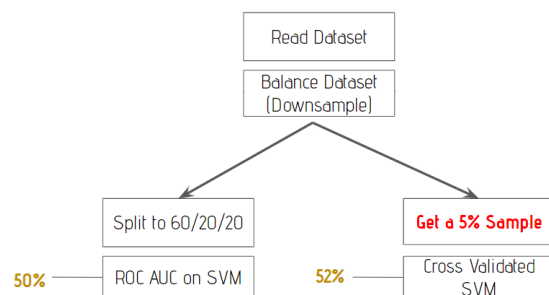 Read Dataset
Balance Dataset
(Downsample)
Split to 60/20/20
Get a 5% Sample
50%
ROC AUC on SVM
52%
Cross Validated
SVM